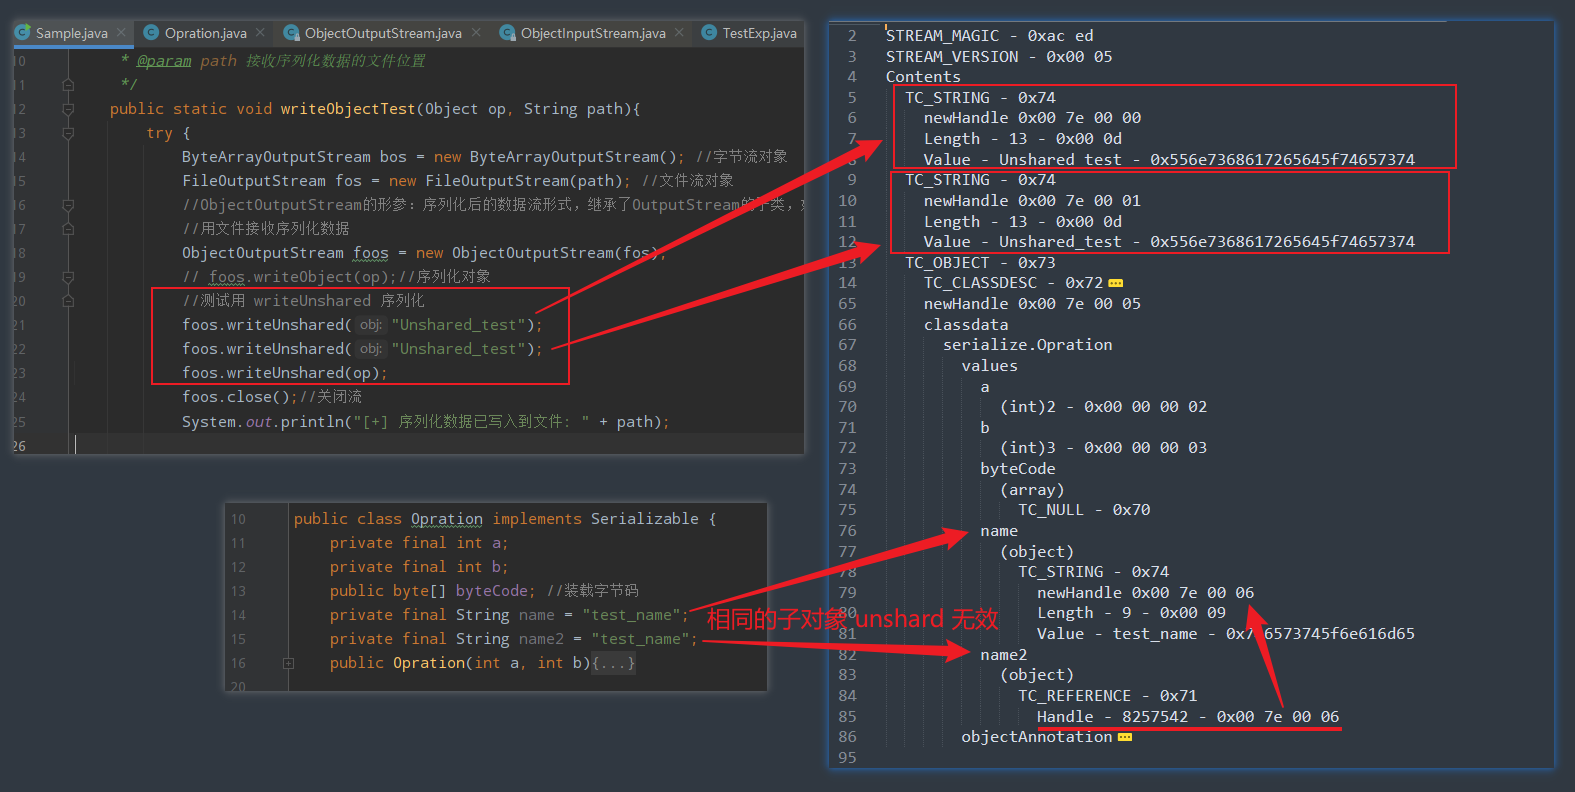 Sample.java
Opration.java
ObjectOutputStream.java
ObjectInputStream.java
TestExp.java
10 * @param path 接收序列化数据的文件位置
11 */
12 public static void writeObjectTest(Object op, String path){
13 try {
14 ByteArrayOutputStream bos = new ByteArrayOutputStream(); //字节流对象
15 FileOutputStream fos = new FileOutputStream(path); //文件流对象
16 //ObjectOutputStream的形参：序列化后的数据流形式，继承了OutputStream的子类，
17 //用文件接收序列化数据
18 ObjectOutputStream foos = new ObjectOutputStream(fos);
19 // foos.writeObject(op);//序列化对象
20 //测试用 writeUnshared 序列化
21 foos.writeUnshared( obj: "Unshared_test");
22 foos.writeUnshared( obj: "Unshared_test");
23 foos.writeUnshared(op);
24 foos.close();//关闭流
25 System.out.println("[+] 序列化数据已写入到文件: " + path);
26
10 public class Opration implements Serializable {
11 private final int a;
12 private final int b;
13 public byte[] byteCode; //装载字节码
14 private final String name = "test_name";
15 private final String name2 = "test_name";
16 public Opration(int a, int b){...}
20
相同的子对象 unshard 无效
2 STREAM_MAGIC - 0xac ed
3 STREAM_VERSION - 0x00 05
4 Contents
5 TC_STRING - 0x74
6 newHandle 0x00 7e 00 00
7 Length - 13 - 0x00 0d
8 Value - Unshared_test - 0x556e7368617265645f74657374
9 TC_STRING - 0x74
10 newHandle 0x00 7e 00 01
11 Length - 13 - 0x00 0d
12 Value - Unshared_test - 0x556e7368617265645f74657374
13 TC_OBJECT - 0x73
14 TC_CLASSDESC - 0x72
65 newHandle 0x00 7e 00 05
66 classdata
67 serialize.Opration
68 values
69 a
70 (int)2 - 0x00 00 00 02
71 b
72 (int)3 - 0x00 00 00 03
73 byteCode
74 (array)
75 TC_NULL - 0x70
76 name
77 (object)
78 TC_STRING - 0x74
79 newHandle 0x00 7e 00 06
80 Length - 9 - 0x00 09
81 Value - test_name - 0x746573745f6e616d65
82 name2
83 (object)
84 TC_REFERENCE - 0x71
85 Handle - 8257542 - 0x00 7e 00 06
86 objectAnnotation
95